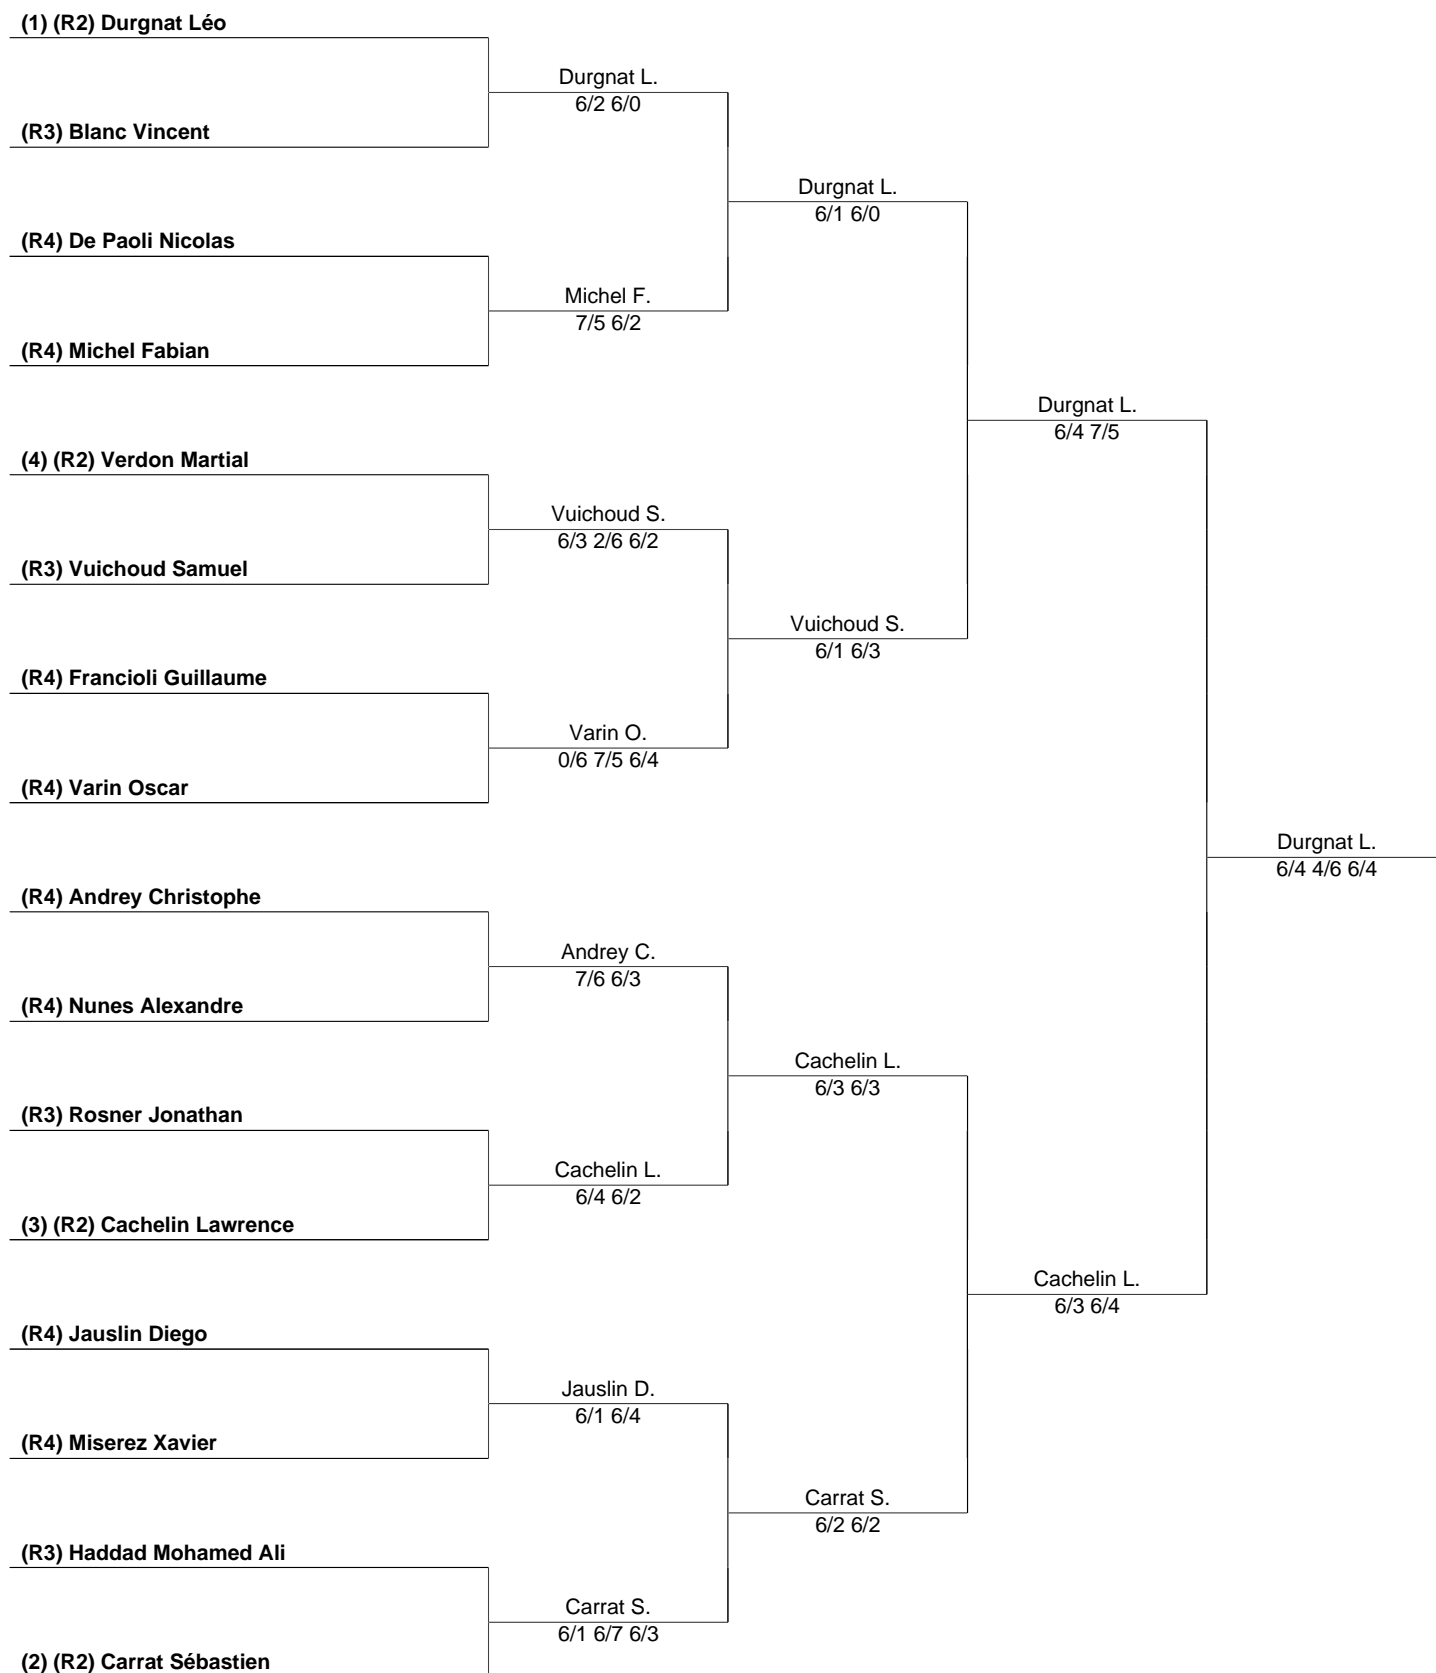 (1) (R2) Durgnat Léo
Durgnat L.
6/2 6/0
(R3) Blanc Vincent
Durgnat L.
6/1 6/0
(R4) De Paoli Nicolas
Michel F.
7/5 6/2
(R4) Michel Fabian
Durgnat L.
6/4 7/5
(4) (R2) Verdon Martial
Vuichoud S.
6/3 2/6 6/2
(R3) Vuichoud Samuel
Vuichoud S.
6/1 6/3
(R4) Francioli Guillaume
Varin O.
0/6 7/5 6/4
(R4) Varin Oscar
Durgnat L.
6/4 4/6 6/4
(R4) Andrey Christophe
Andrey C.
7/6 6/3
(R4) Nunes Alexandre
Cachelin L.
6/3 6/3
(R3) Rosner Jonathan
Cachelin L.
6/4 6/2
(3) (R2) Cachelin Lawrence
Cachelin L.
6/3 6/4
(R4) Jauslin Diego
Jauslin D.
6/1 6/4
(R4) Miserez Xavier
Carrat S.
6/2 6/2
(R3) Haddad Mohamed Ali
Carrat S.
6/1 6/7 6/3
(2) (R2) Carrat Sébastien